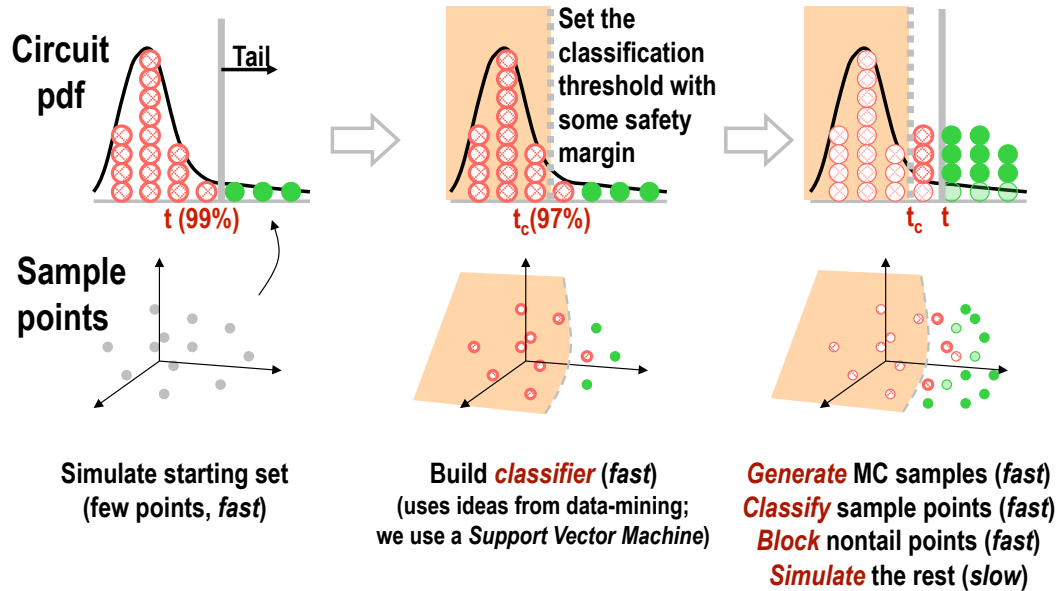 Circuit
pdf
Tail
t (99%)
Set the
classification
threshold with
some safety
margin
tc(97%)
tc t
Sample
points
Simulate starting set
(few points, fast)
Build classifier (fast)
(uses ideas from data-mining;
we use a Support Vector Machine)
Generate MC samples (fast)
Classify sample points (fast)
Block nontail points (fast)
Simulate the rest (slow)